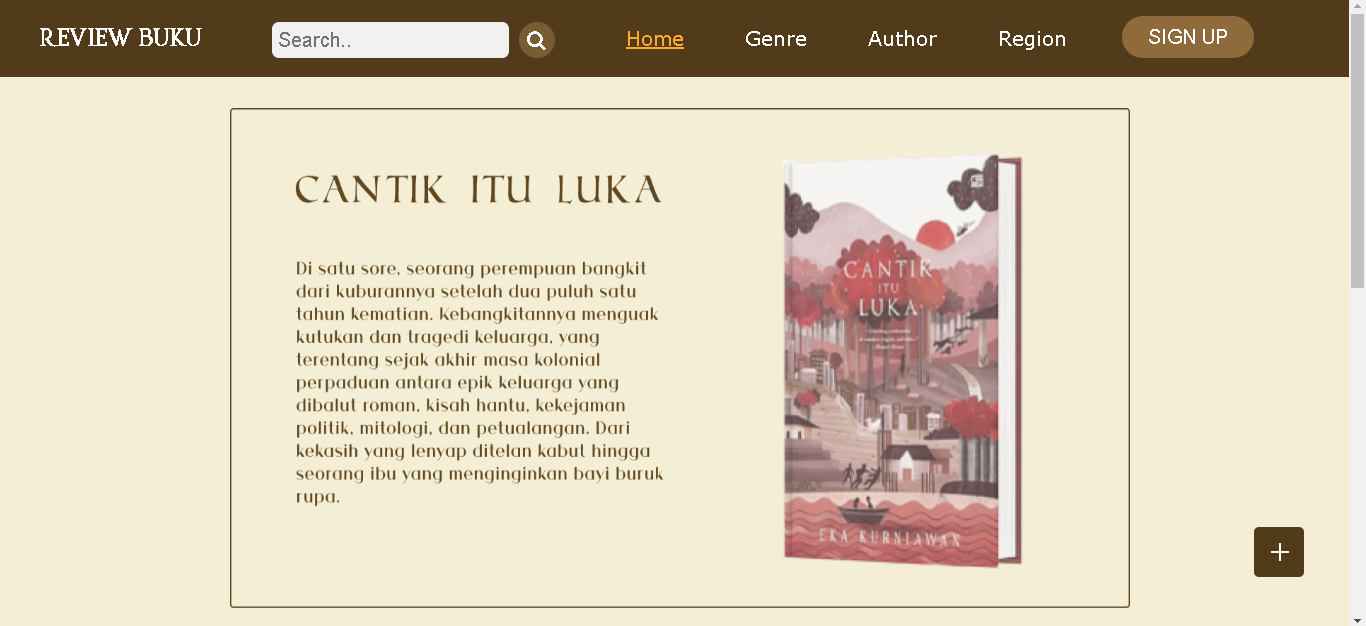 REVIEW BUKU
Search..
Home
Genre
Author
Region
SIGN UP
CANTIK ITU LUKA
Di satu sore, seorang perempuan bangkit
dari kuburannya setelah dua puluh satu
tahun kematian. Kebangkitannya menguak
kutukan dan tragedi keluarga, yang
terentang sejak akhir masa kolonial
perpaduan antara epik keluarga yang
dibalut roman, kisah hantu, kekejaman
politik, mitologi, dan petualangan. Dari
kekasih yang lenyap ditelan kabut hingga
seorang ibu yang menginginkan bayi buruk
rupa.
CANTIK
ITU
LUKA
EKA KURNIAWAN